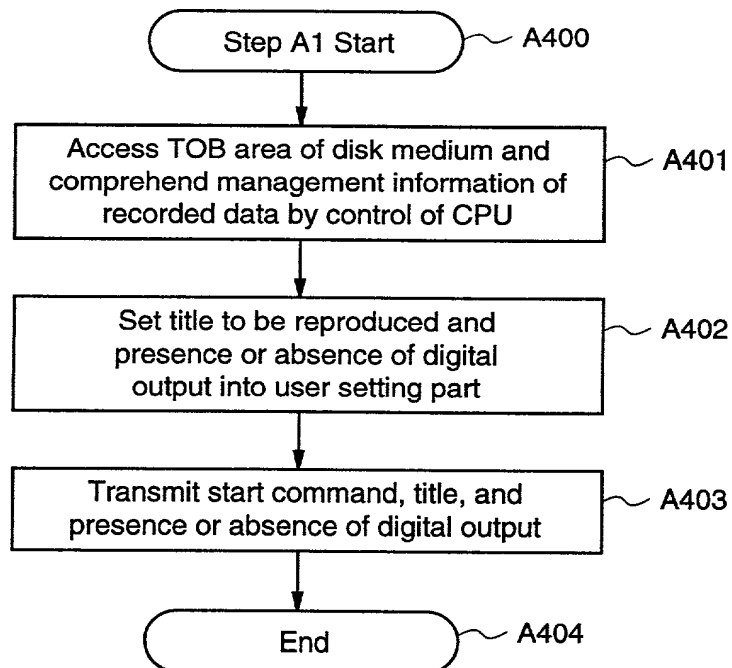 Step A1 Start
A400
Access TOB area of disk medium and
comprehend management information of
recorded data by control of CPU
A401
Set title to be reproduced and
presence or absence of digital
output into user setting part
A402
Transmit start command, title, and
presence or absence of digital output
A403
End
A404